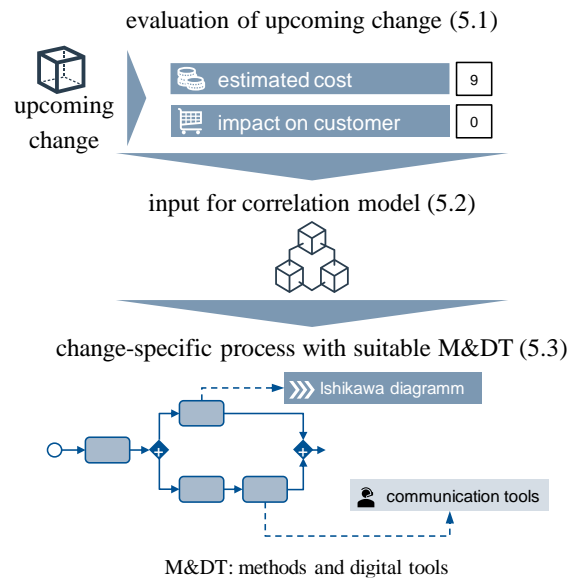 evaluation of upcoming change (5.1)
upcoming
change
estimated cost 9
impact on customer 0
input for correlation model (5.2)
change-specific process with suitable M&DT (5.3)
Ishikawa diagramm
communication tools
M&DT: methods and digital tools